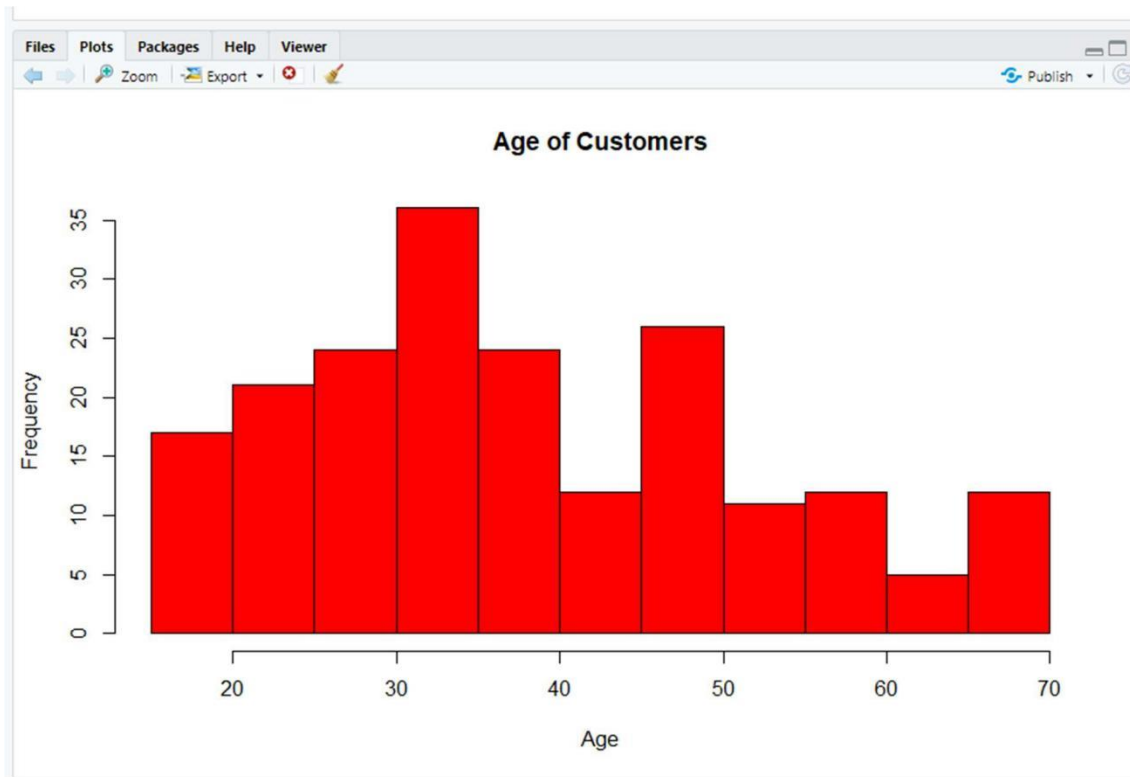 Files Plots Packages Help Viewer
Zoom Export Publish
Age of Customers
Frequency
35
30
25
20
15
10
5
0
20 30 40 50 60 70
Age